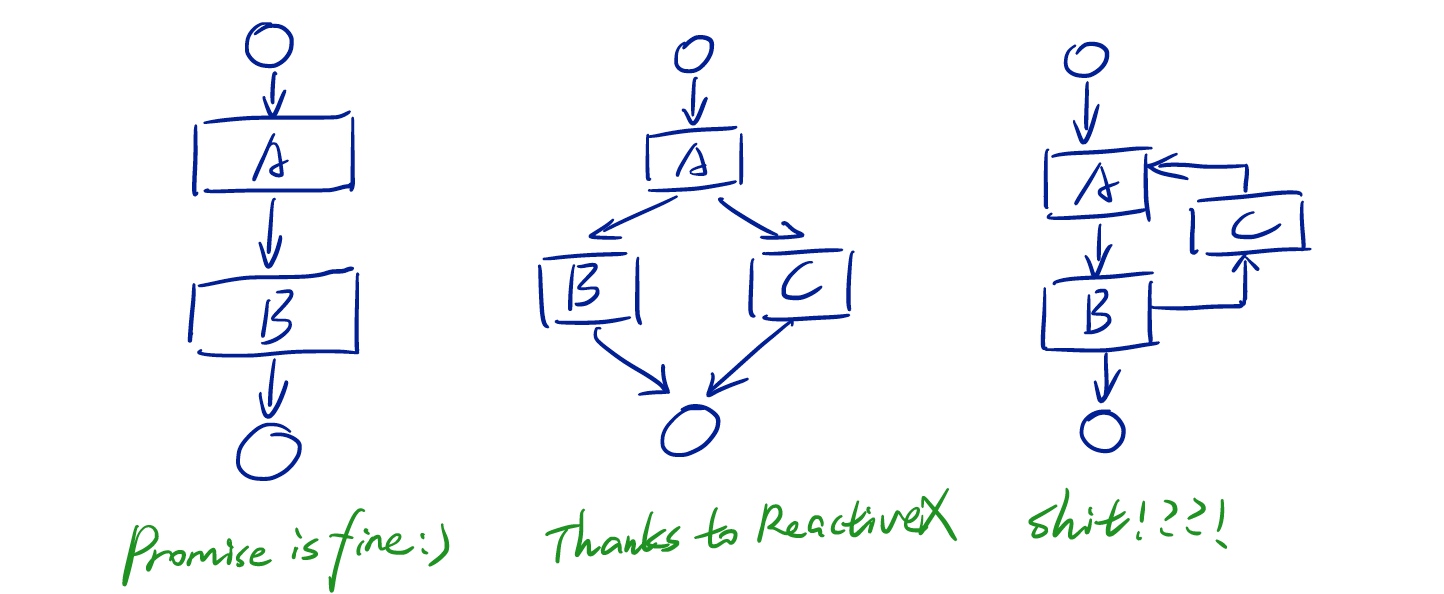 A
B
Promise is fine:)
A
B
C
Thanks to ReactiveX
A
C
B
shit!??!